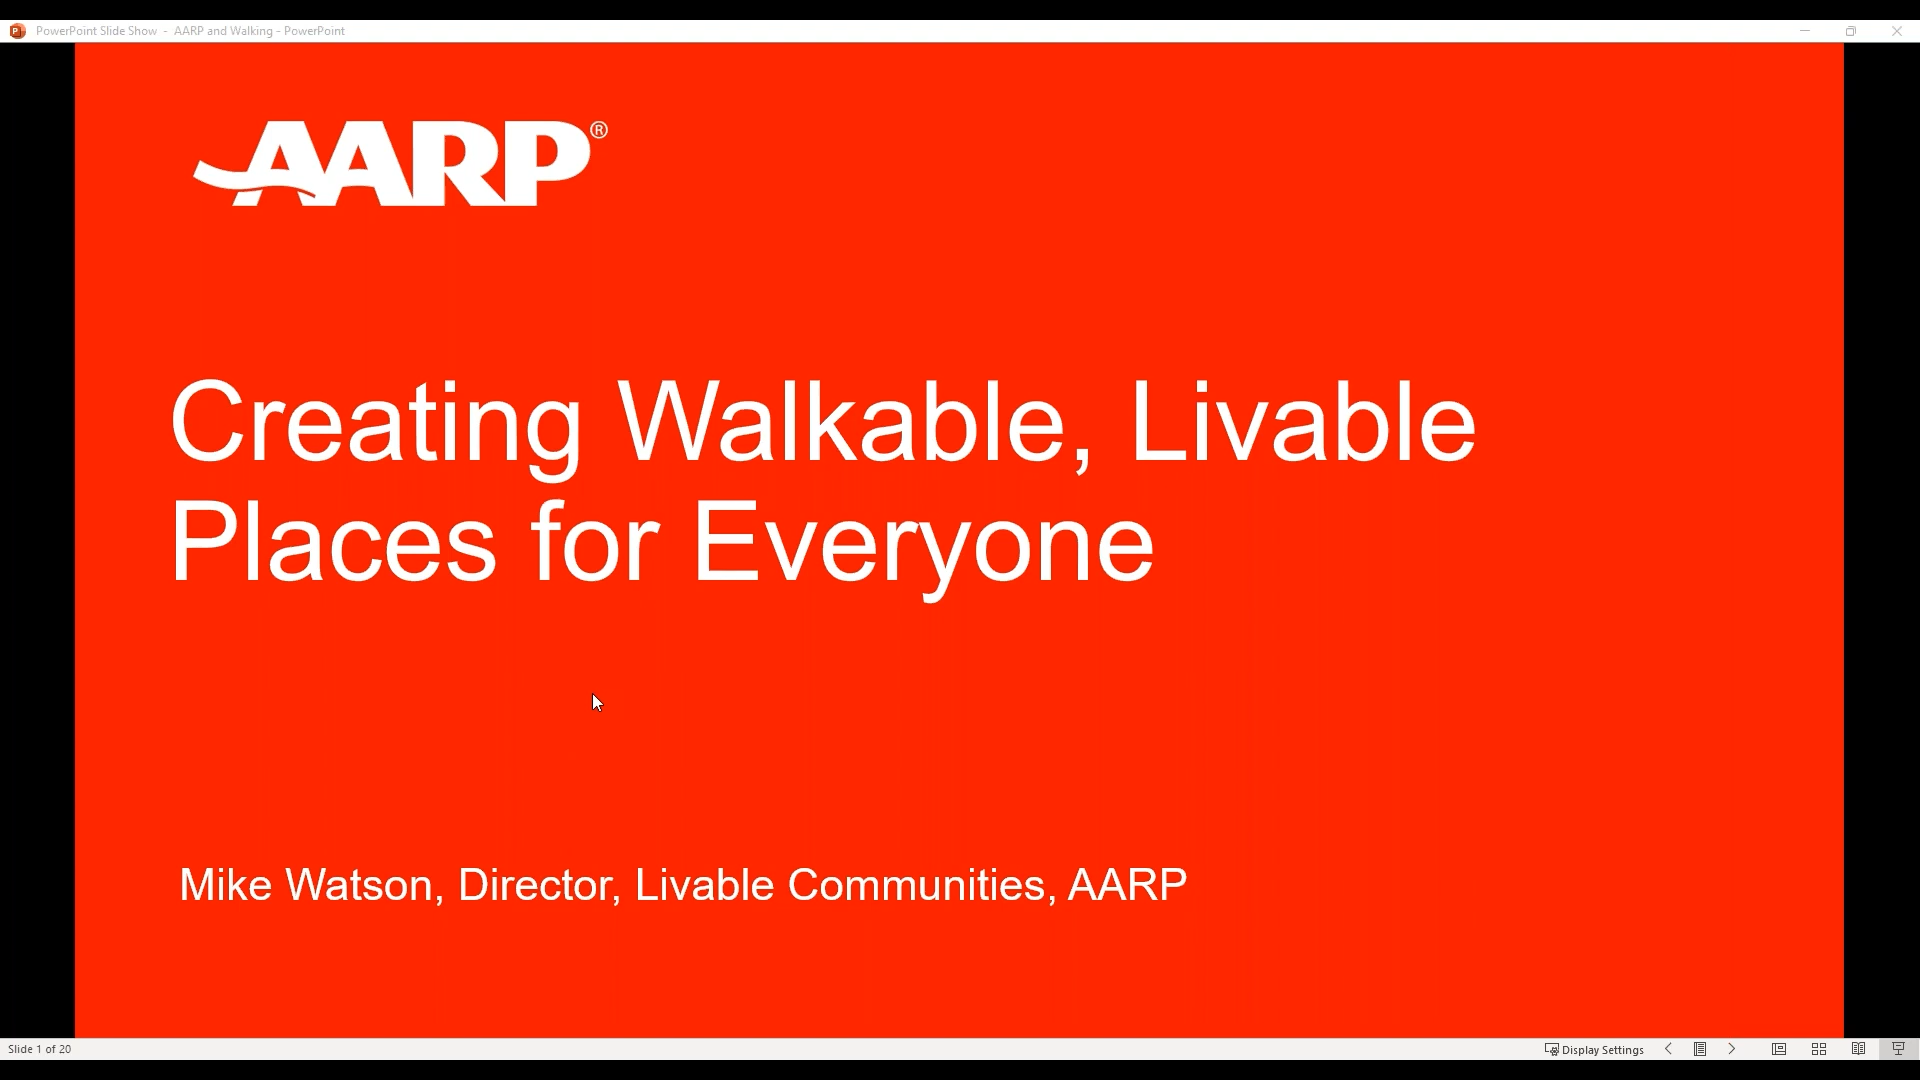 PowerPoint Slide Show - AARP and Walking - PowerPoint
AARP®
Creating Walkable, Livable
Places for Everyone
Mike Watson, Director, Livable Communities, AARP
Slide 1 of 20
Display Settings